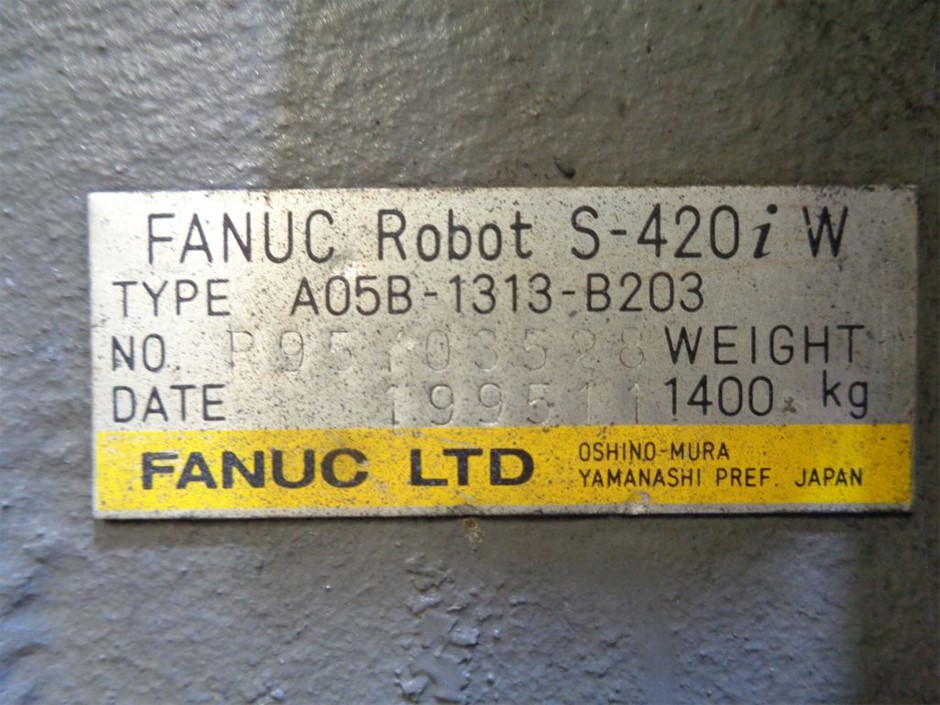 FANUC Robot S-420i W
TYPE A05B-1313-B203
NO. R95Y03528 WEIGHT
DATE 199511 1400 kg
FANUC LTD OSHINO-MURA
YAMANASHI PREF. JAPAN